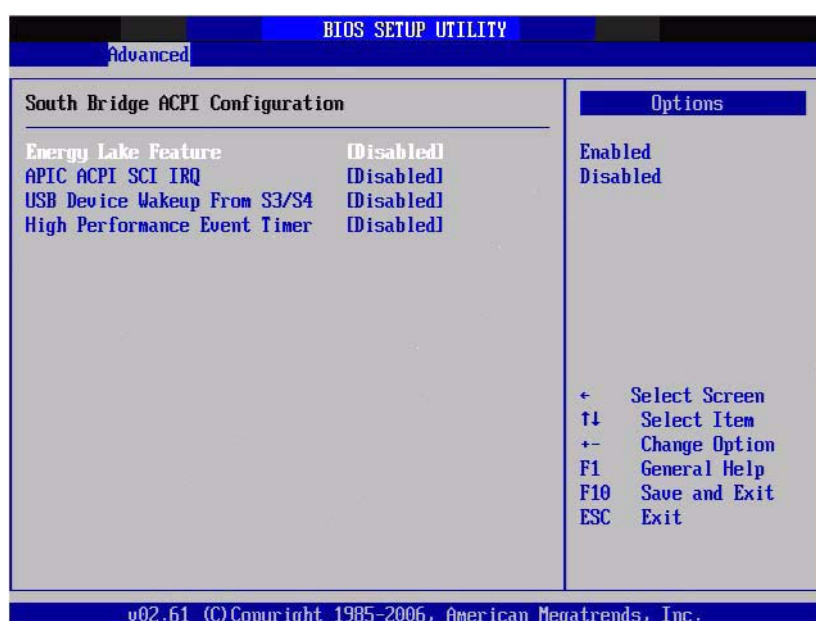 BIOS SETUP UTILITY
Advanced
South Bridge ACPI Configuration
Energy Lake Feature [Disabled]
APIC ACPI SCI IRQ [Disabled]
USB Device Wakeup From S3/S4 [Disabled]
High Performance Event Timer [Disabled]
Options
Enabled
Disabled
← Select Screen
↑↓ Select Item
+- Change Option
F1 General Help
F10 Save and Exit
ESC Exit
v02.61 (C)Copyright 1985-2006, American Megatrends, Inc.